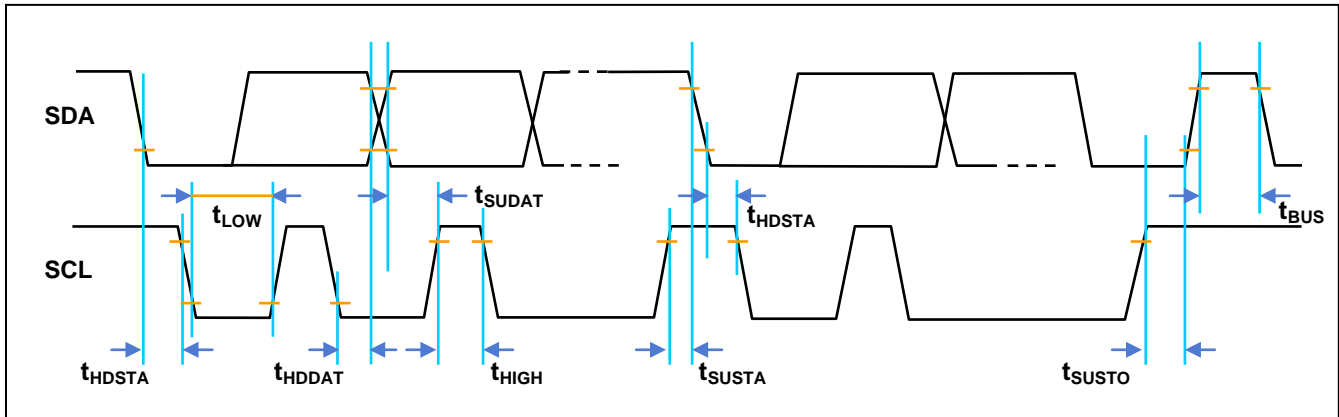 SDA
tSUDAT
tLOW
tHDSTA
tBUS
SCL
tHDSTA
tHDDAT
tHIGH
tSUSTA
tSUSTO